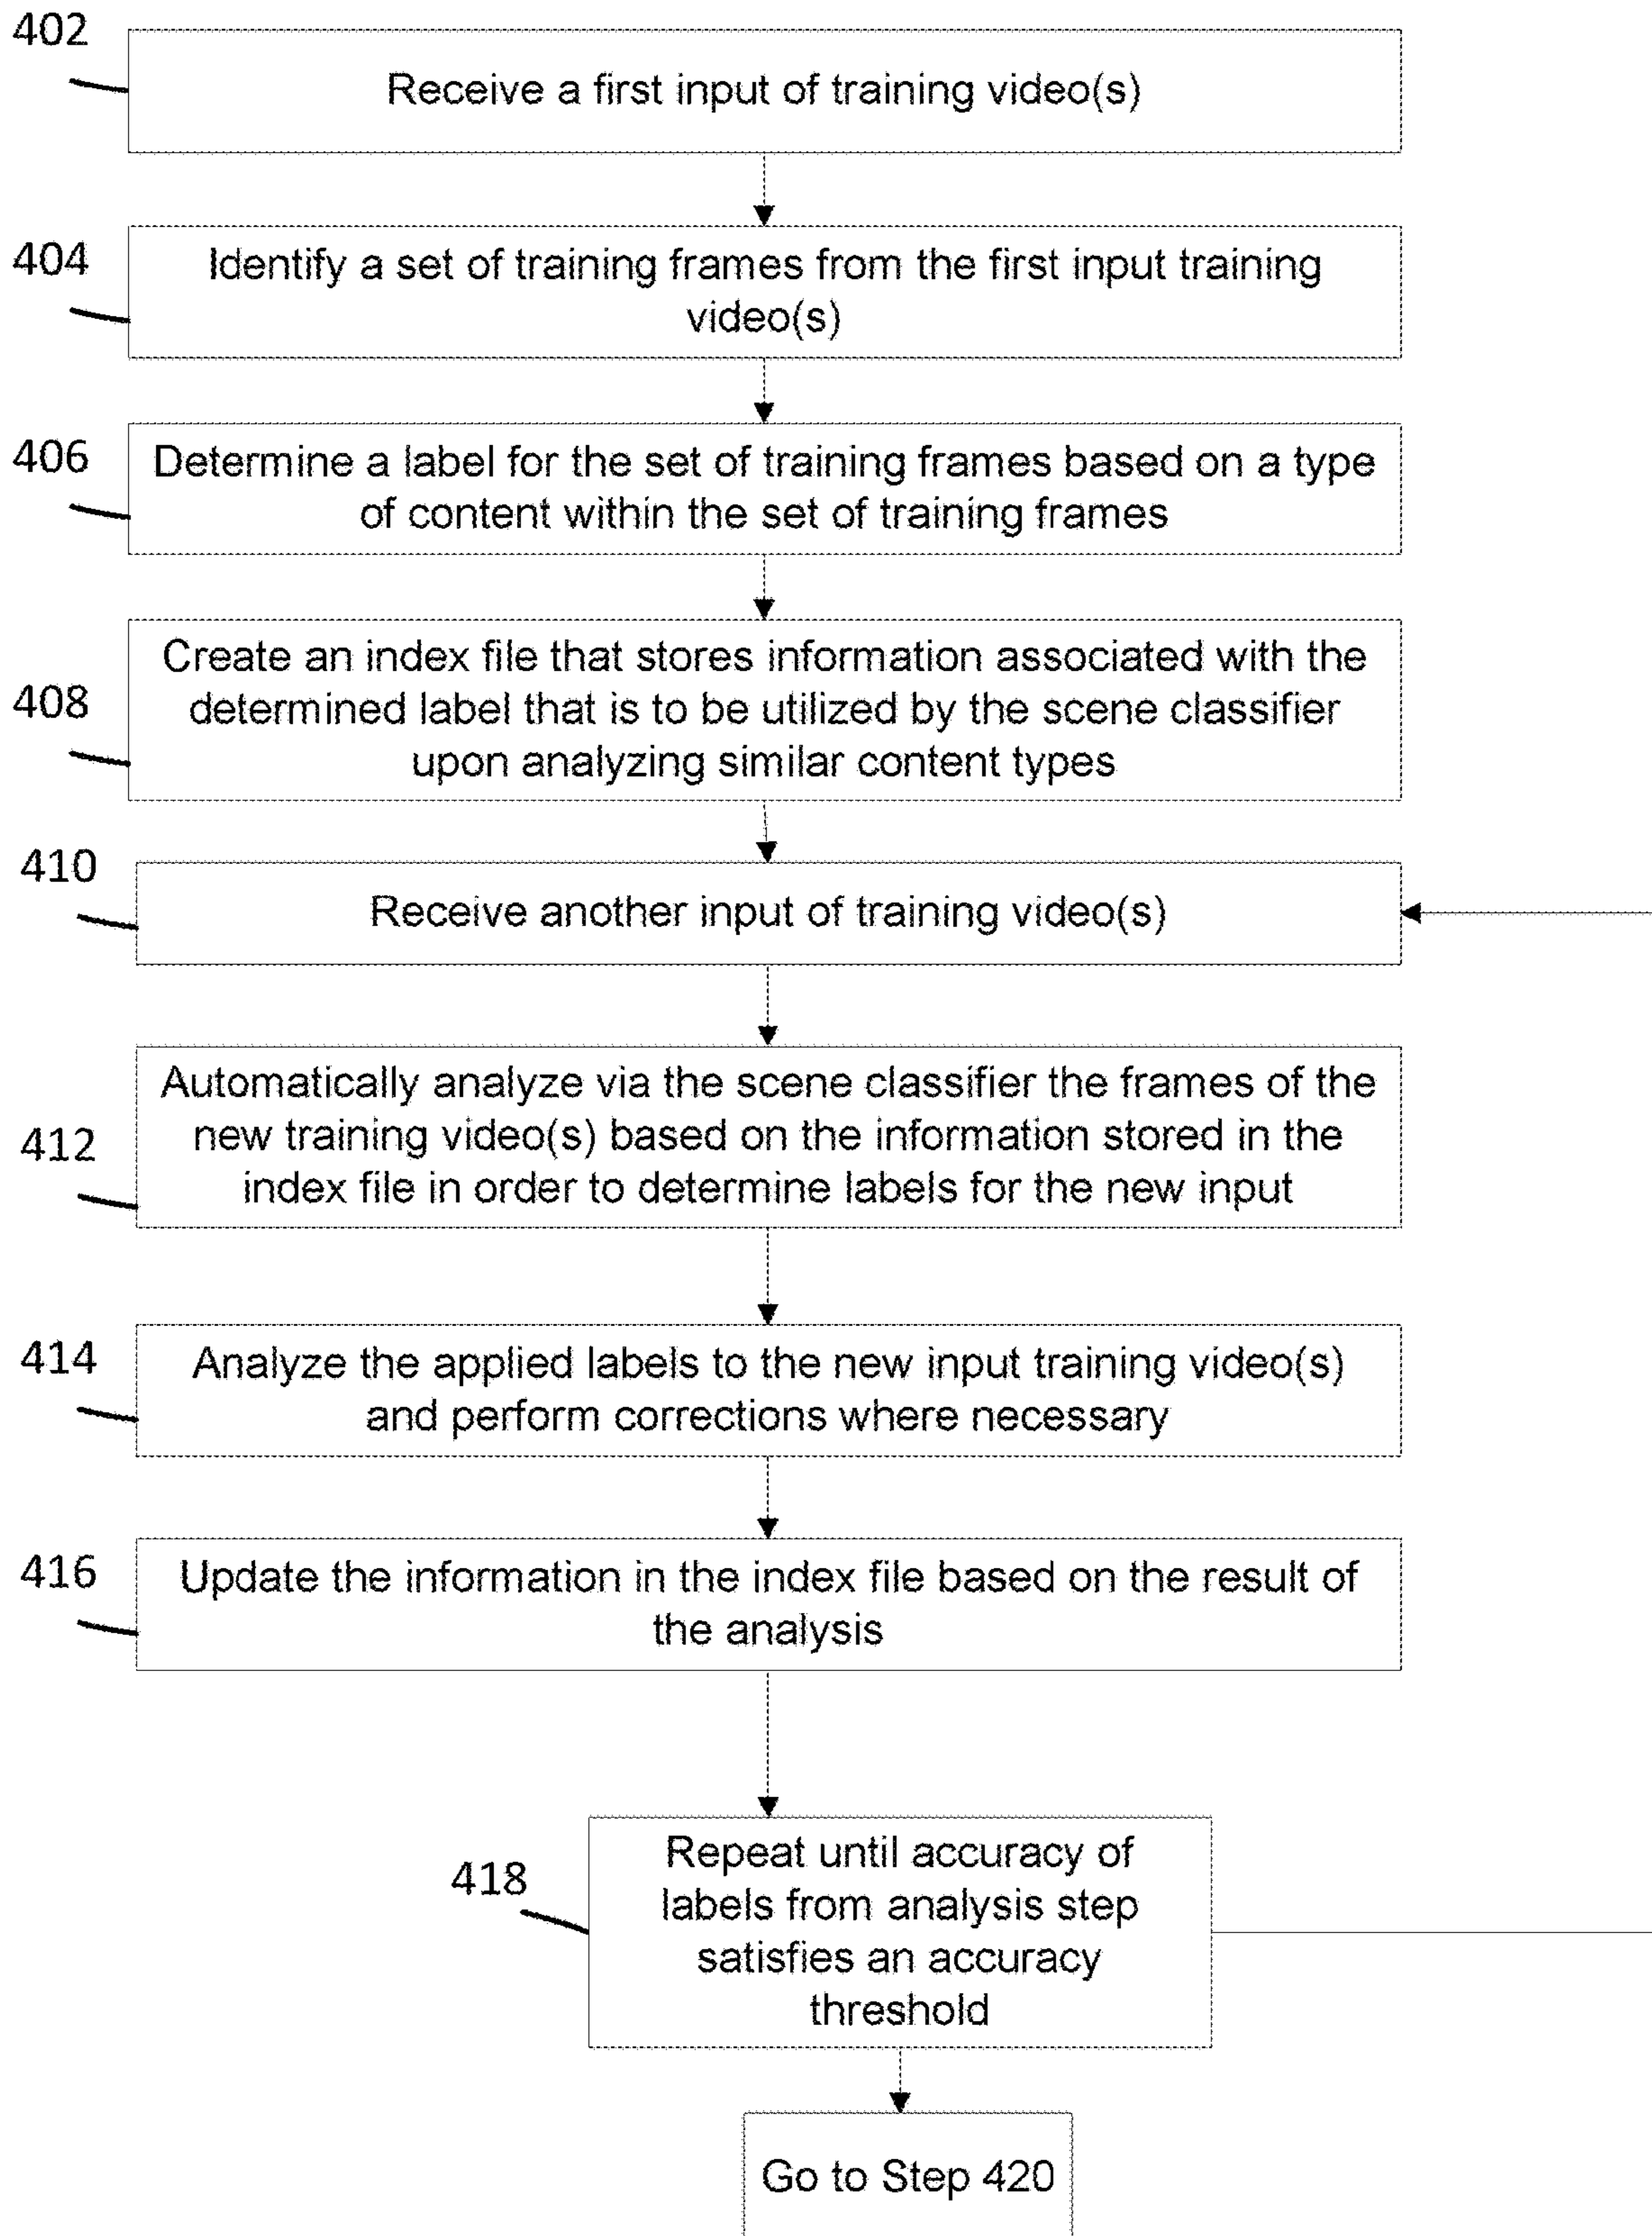 402
Receive a first input of training video(s)
404
Identify a set of training frames from the first input training
video(s)
406
Determine a label for the set of training frames based on a type
of content within the set of training frames
408
Create an index file that stores information associated with the
determined label that is to be utilized by the scene classifier
upon analyzing similar content types
410
Receive another input of training video(s)
412
Automatically analyze via the scene classifier the frames of the
new training video(s) based on the information stored in the
index file in order to determine labels for the new input
414
Analyze the applied labels to the new input training video(s)
and perform corrections where necessary
416
Update the information in the index file based on the result of
the analysis
418
Repeat until accuracy of
labels from analysis step
satisfies an accuracy
threshold
Go to Step 420